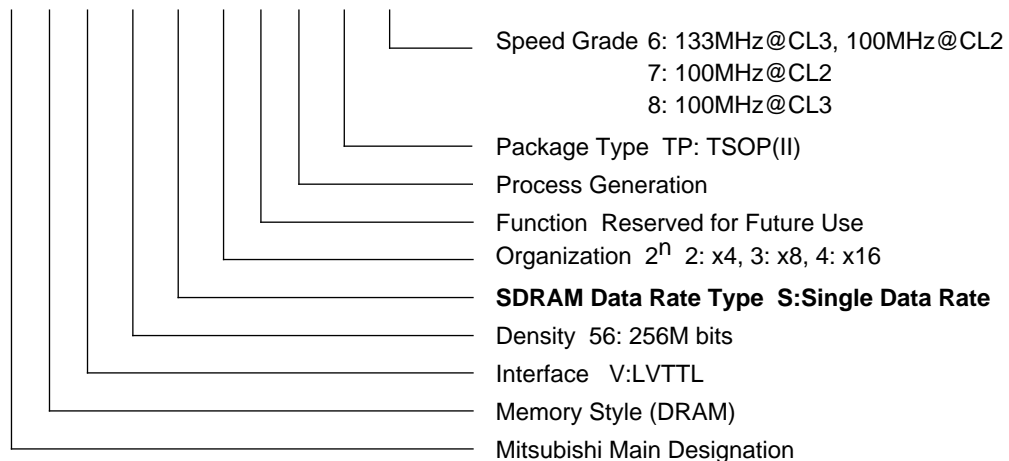 Speed Grade 6: 133MHz@CL3, 100MHz@CL2
7: 100MHz@CL2
8: 100MHz@CL3
Package Type TP: TSOP(II)
Process Generation
Function Reserved for Future Use
Organization 2ⁿ 2: x4, 3: x8, 4: x16
SDRAM Data Rate Type S:Single Data Rate
Density 56: 256M bits
Interface V:LVTTL
Memory Style (DRAM)
Mitsubishi Main Designation